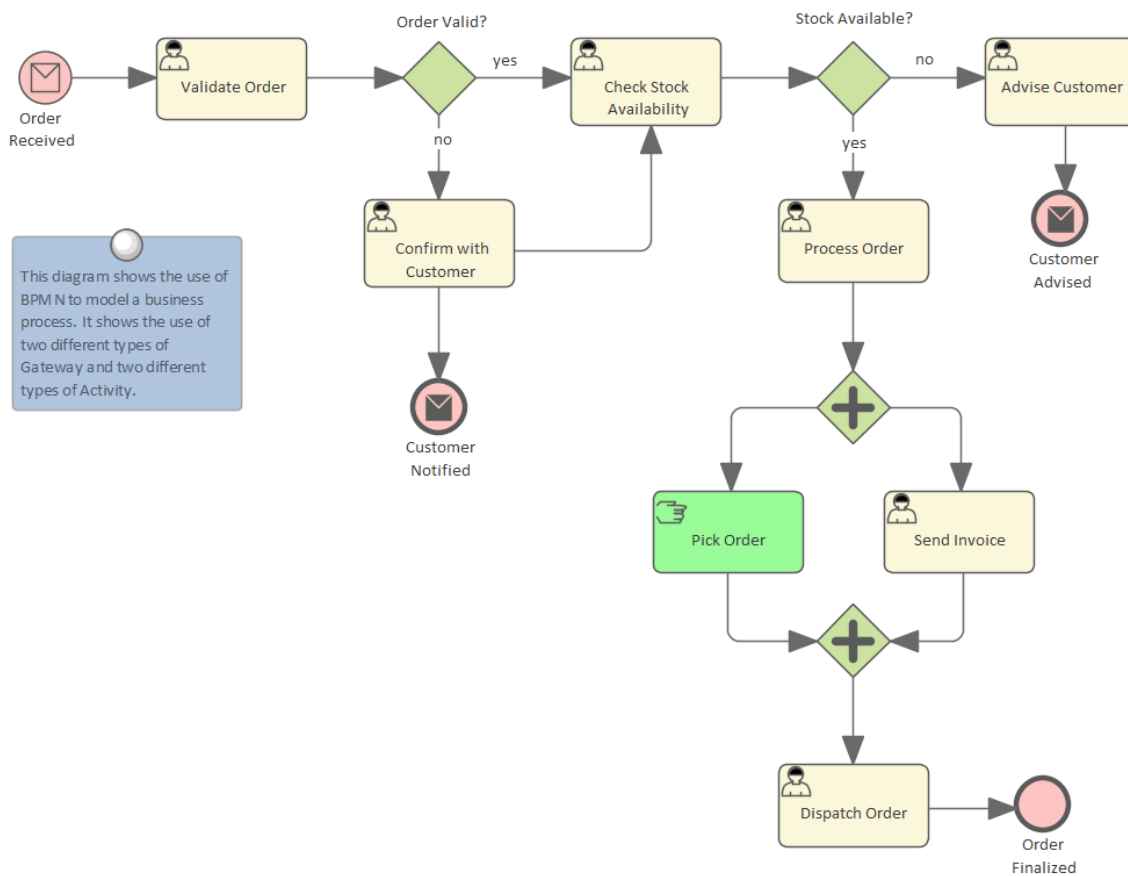 Order Valid?
Stock Available?
Validate Order
yes
Check Stock
Availability
no
Advise Customer
Order
Received
no
yes
Confirm with
Customer
Process Order
Customer
Advised
This diagram shows the use of
BPMN to model a business
process. It shows the use of
two different types of
Gateway and two different
types of Activity.
Customer
Notified
Pick Order
Send Invoice
Dispatch Order
Order
Finalized